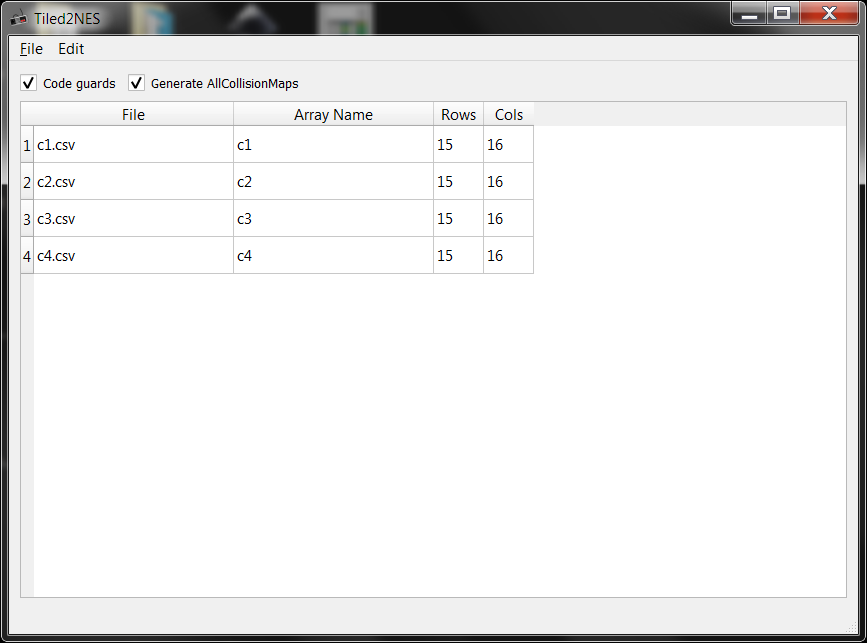 Tiled2NES
File Edit
Code guards Generate AllCollisionMaps
File Array Name Rows Cols
1 c1.csv c1 15 16
2 c2.csv c2 15 16
3 c3.csv c3 15 16
4 c4.csv c4 15 16